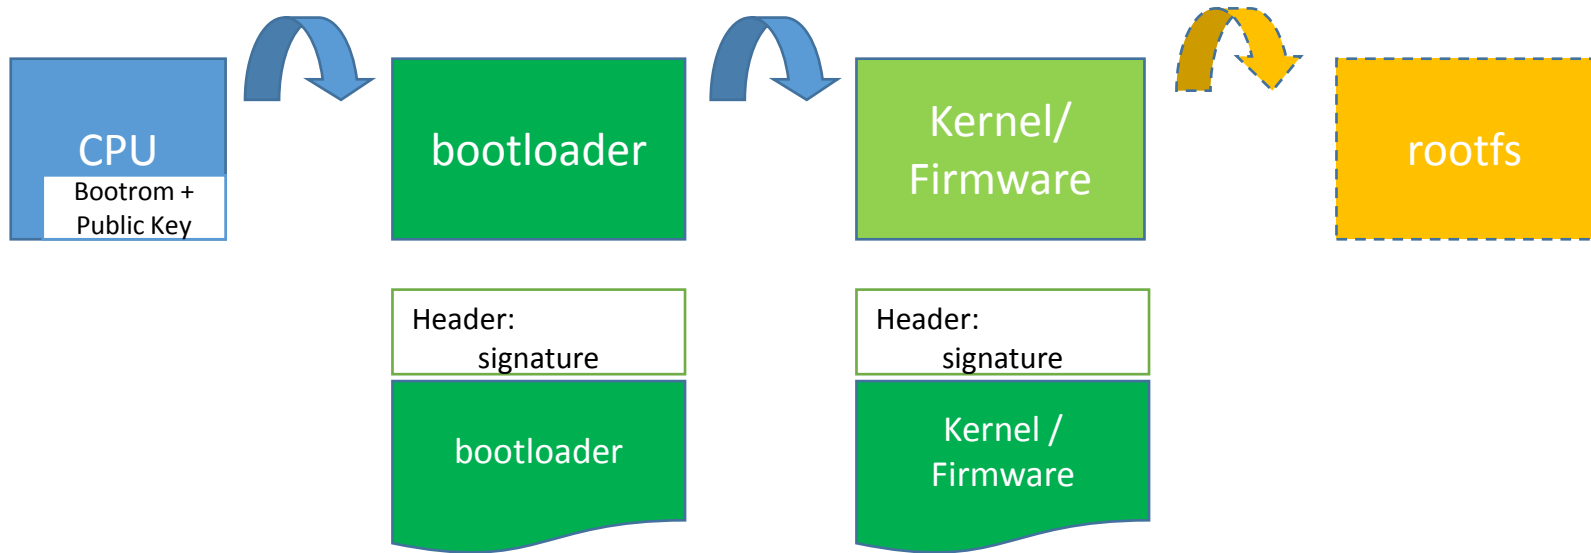 CPU
Bootrom +
Public Key
bootloader
Kernel/
Firmware
rootfs
Header:
signature
bootloader
Header:
signature
Kernel /
Firmware